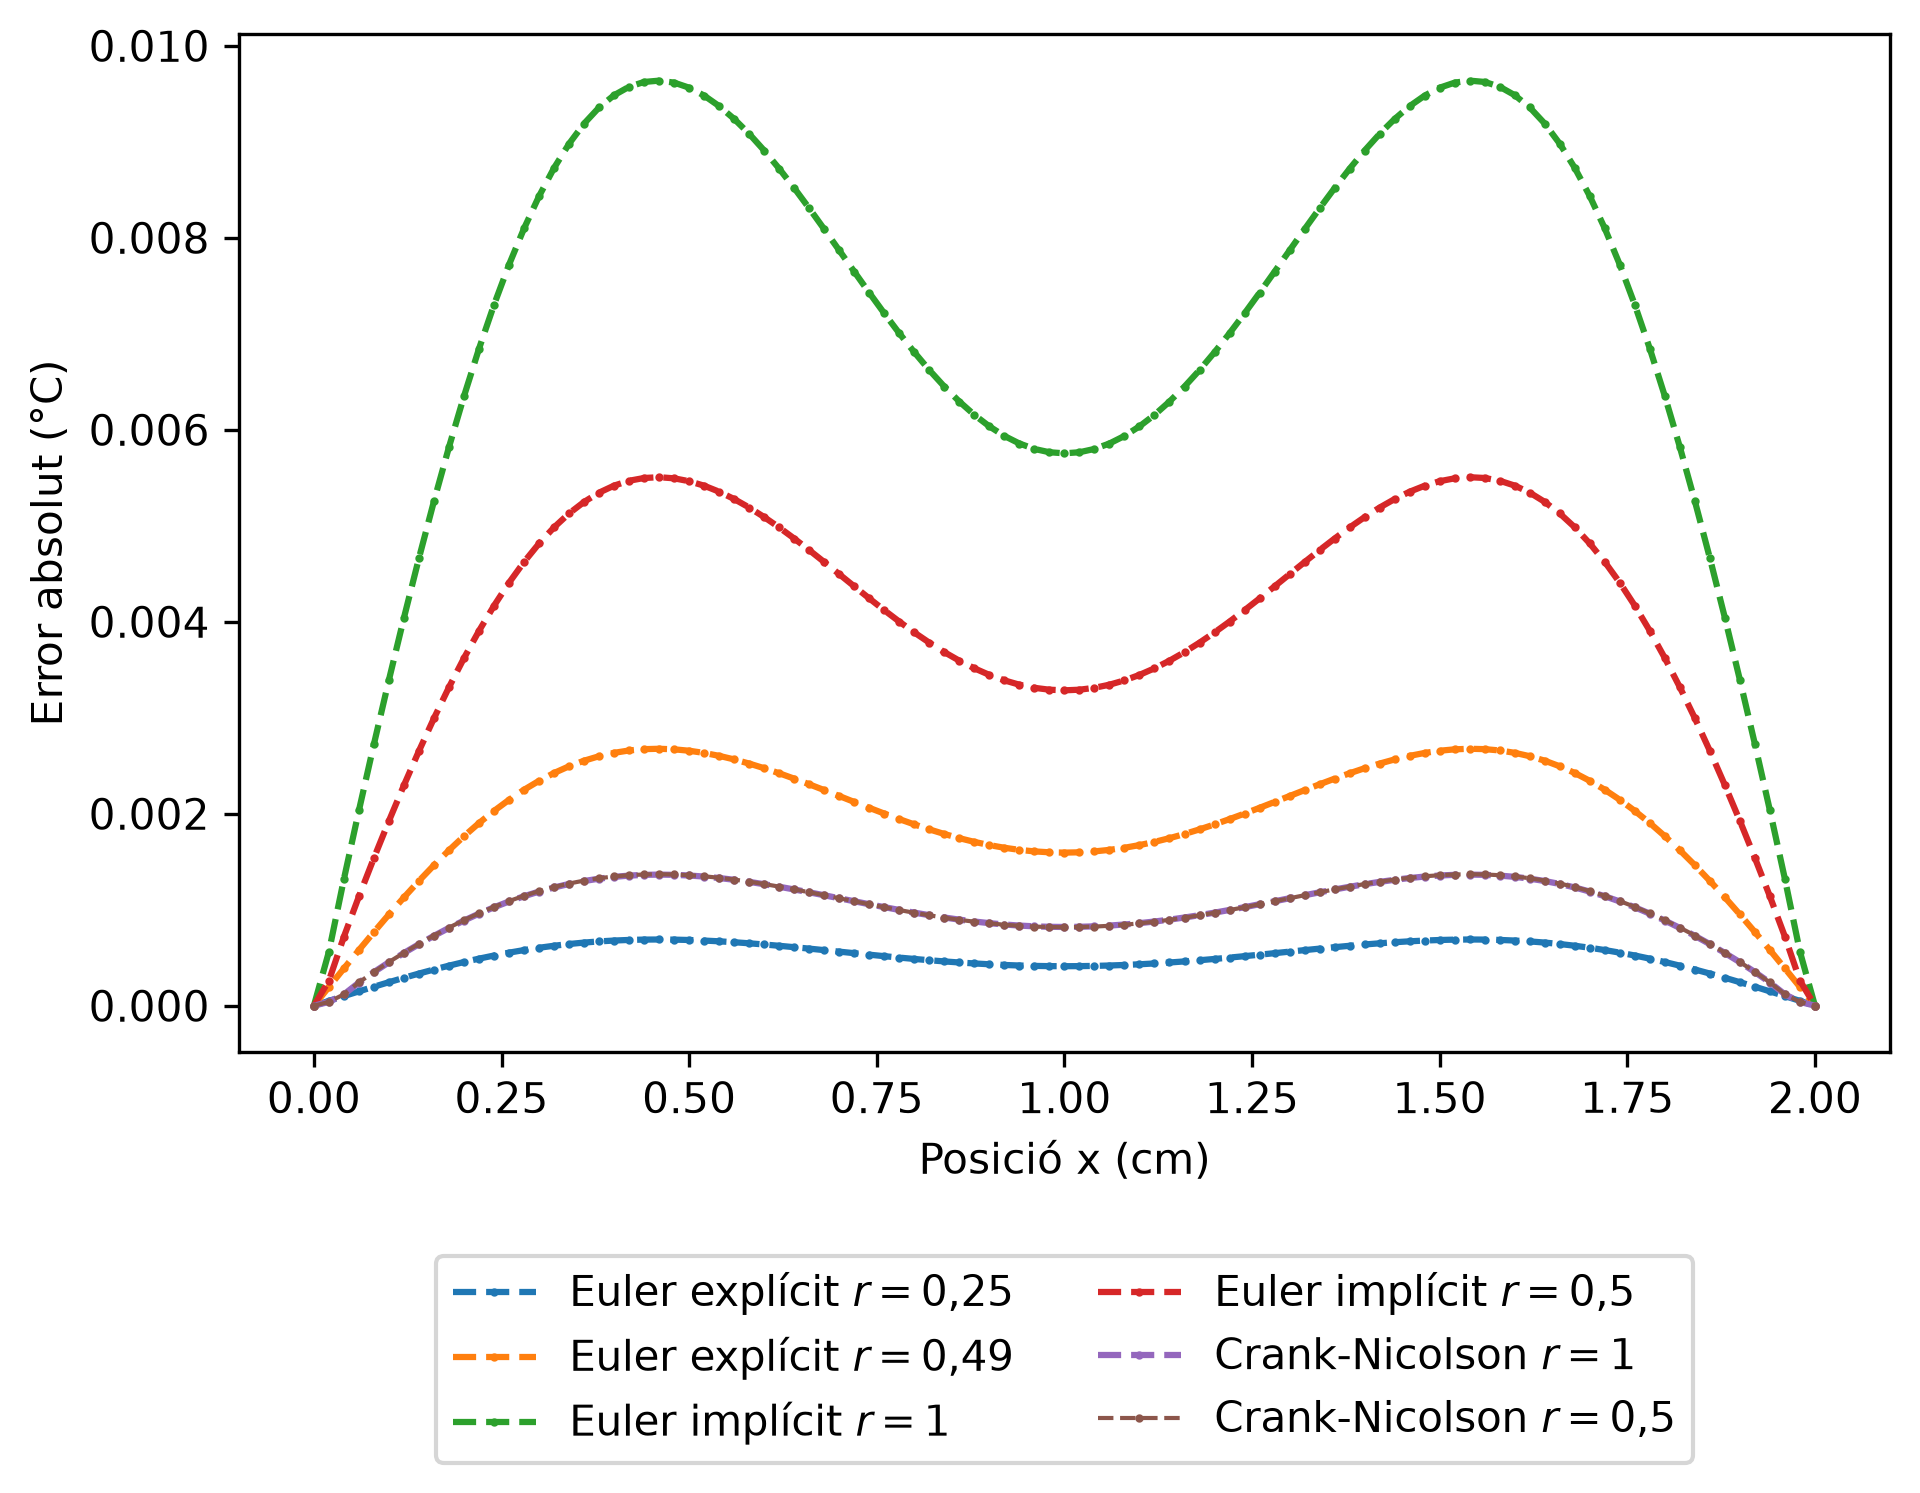 0.010
0.008
0.006
0.004
0.002
0.000
Error absolut (°C)
0.00 0.25 0.50 0.75 1.00 1.25 1.50 1.75 2.00
Posició x (cm)
Euler explícit r = 0,25
Euler explícit r = 0,49
Euler implícit r = 1
Euler implícit r = 0,5
Crank-Nicolson r = 1
Crank-Nicolson r = 0,5